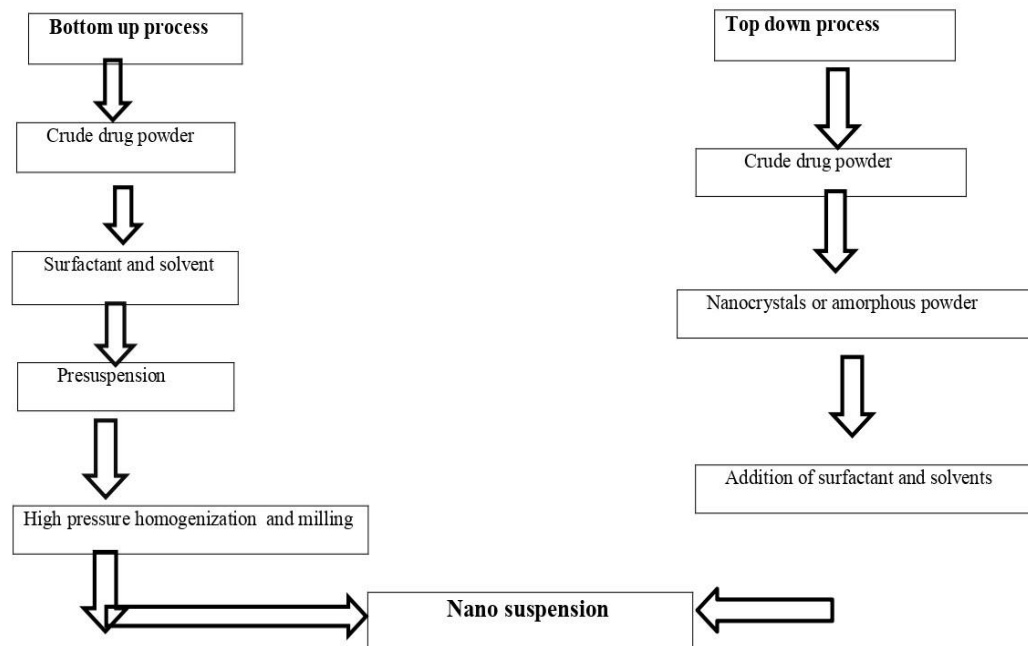 Bottom up process
Crude drug powder
Surfactant and solvent
Presuspension
High pressure homogenization and milling
Top down process
Crude drug powder
Nanocrystals or amorphous powder
Addition of surfactant and solvents
Nano suspension